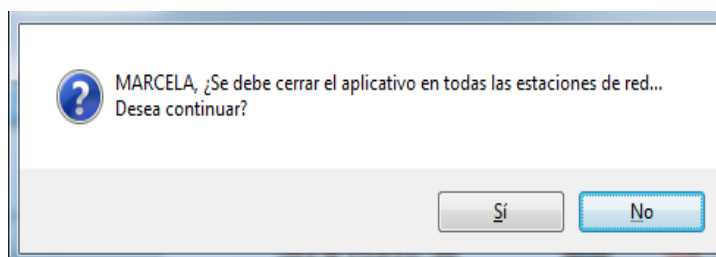 MARCELA, ¿Se debe cerrar el aplicativo en todas las estaciones de red...
Desea continuar?
Sí
No